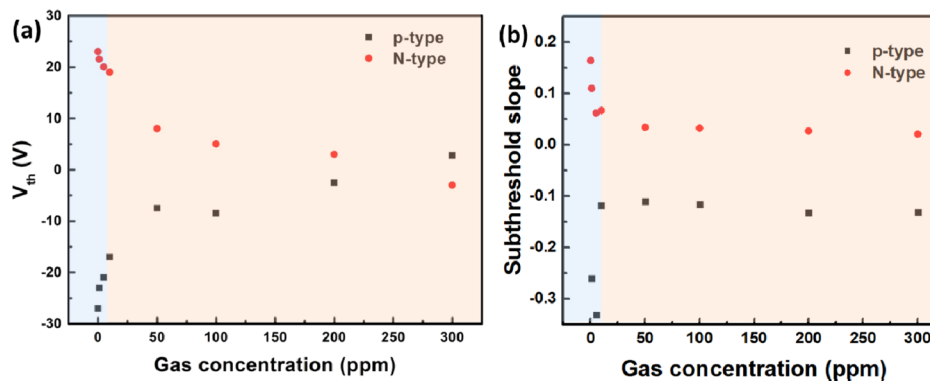 (a)
p-type
N-type
30
20
10
0
-10
-20
-30
V_th (V)
0
50
100
150
200
250
300
Gas concentration (ppm)
(b)
p-type
N-type
0.2
0.1
0.0
-0.1
-0.2
-0.3
Subthreshold slope
0
50
100
150
200
250
300
Gas concentration (ppm)